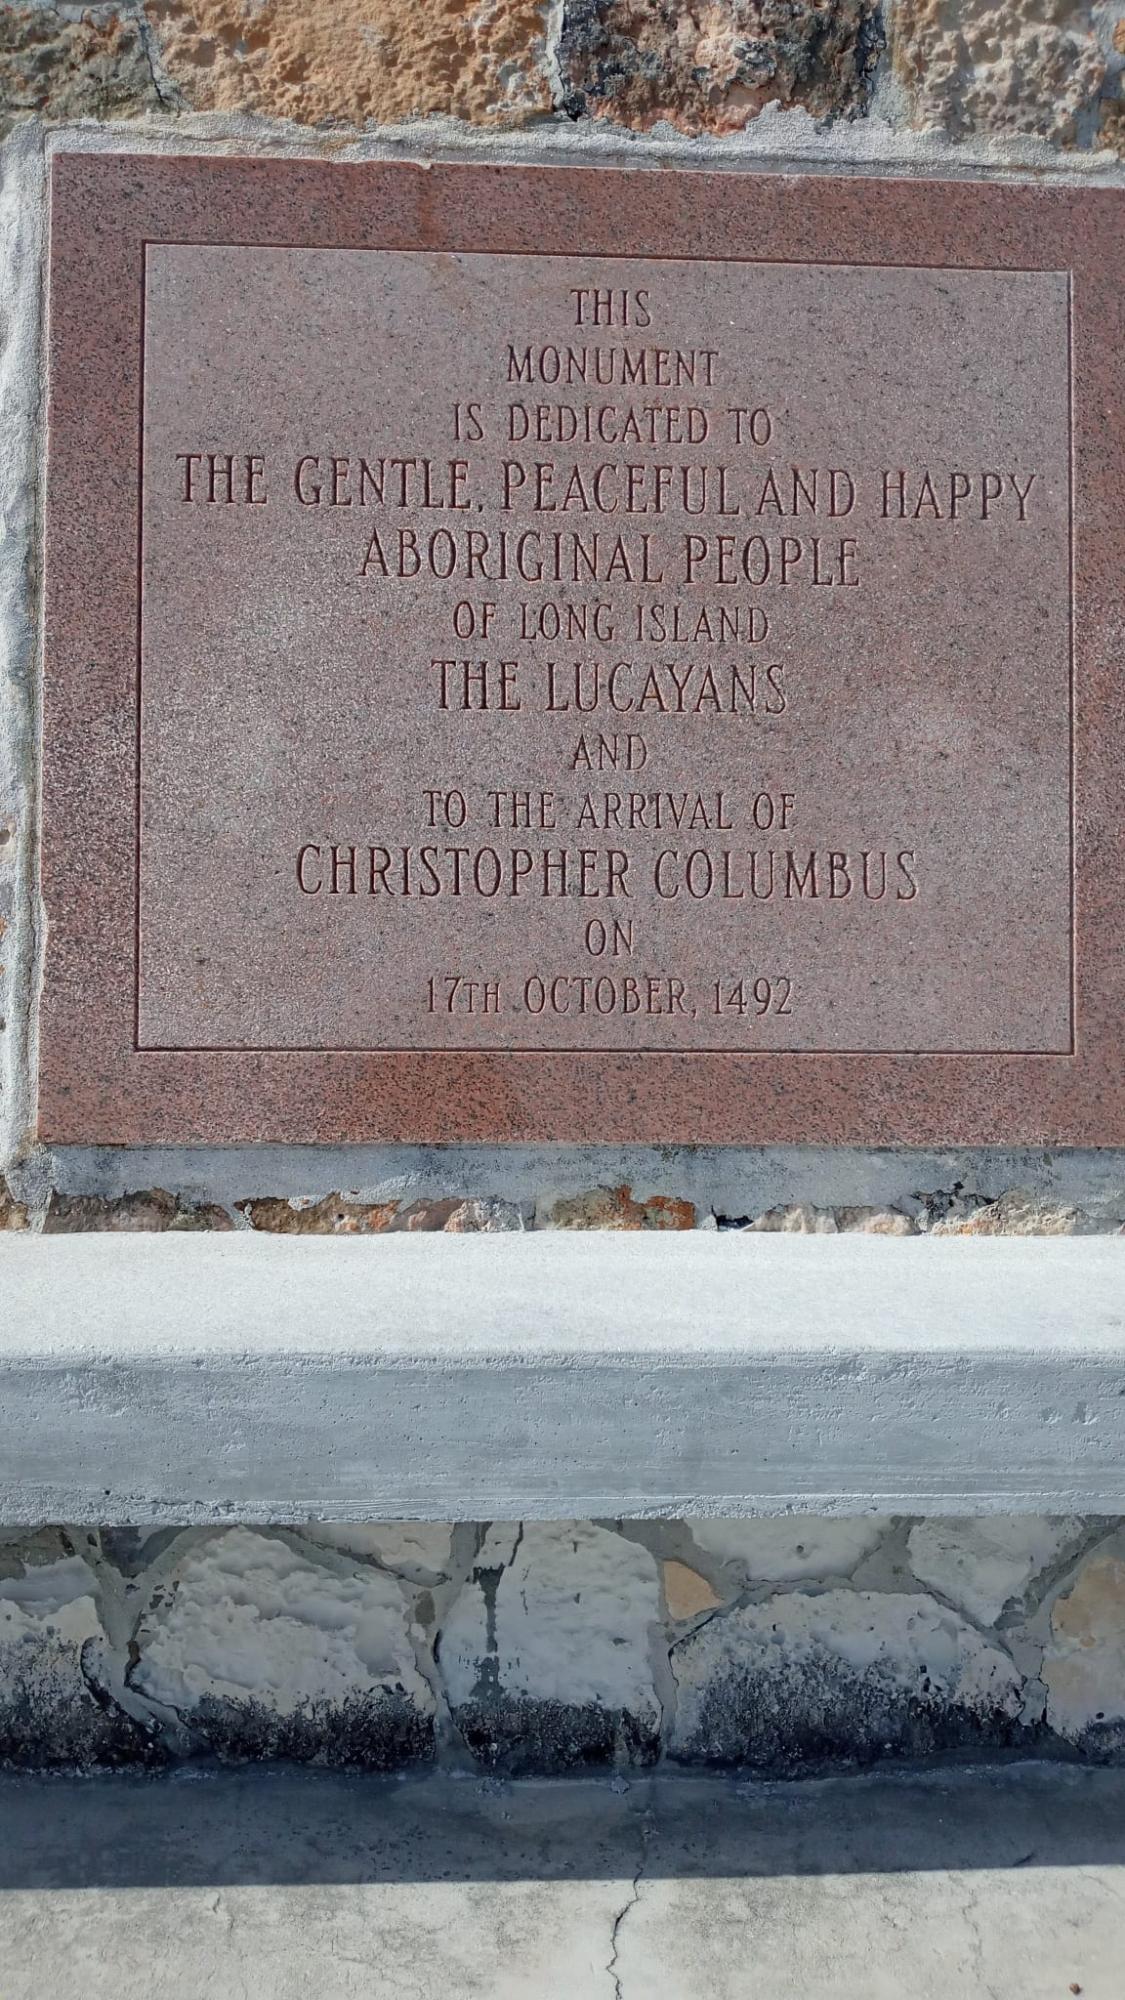 THIS
MONUMENT
IS DEDICATED TO
THE GENTLE, PEACEFUL AND HAPPY
ABORIGINAL PEOPLE
OF LONG ISLAND
THE LUCAYANS
AND
TO THE ARRIVAL OF
CHRISTOPHER COLUMBUS
ON
17TH OCTOBER, 1492